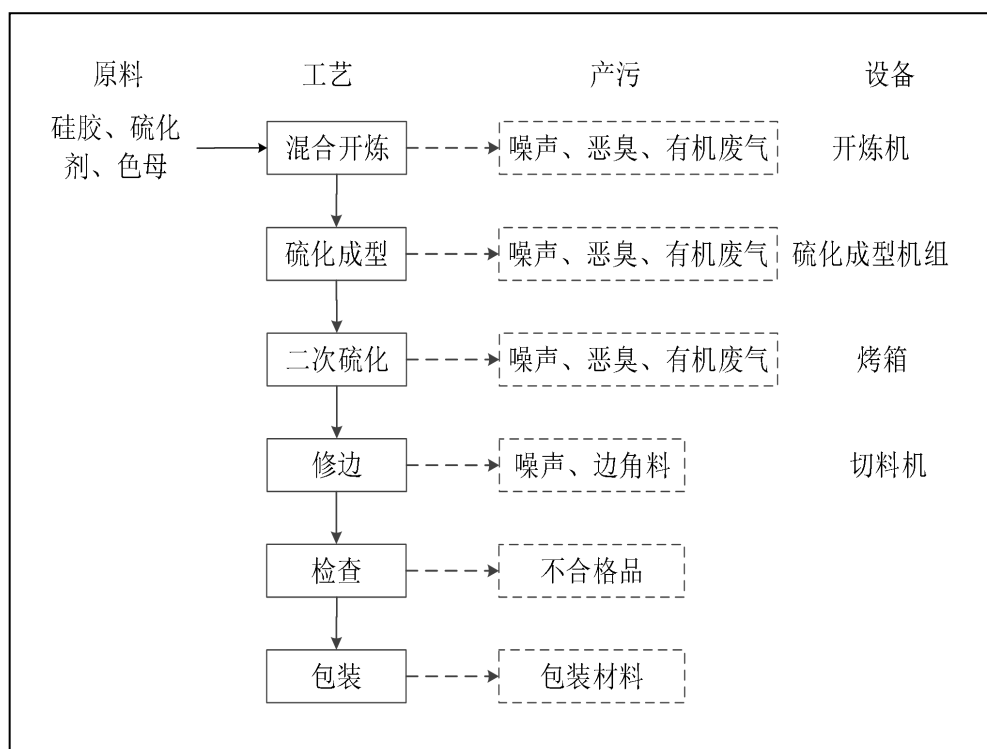 原料 工艺 产污 设备
硅胶、硫化
剂、色母
混合开炼 噪声、恶臭、有机废气 开炼机
硫化成型 噪声、恶臭、有机废气 硫化成型机组
二次硫化 噪声、恶臭、有机废气 烤箱
修边 噪声、边角料 切料机
检查 不合格品
包装 包装材料